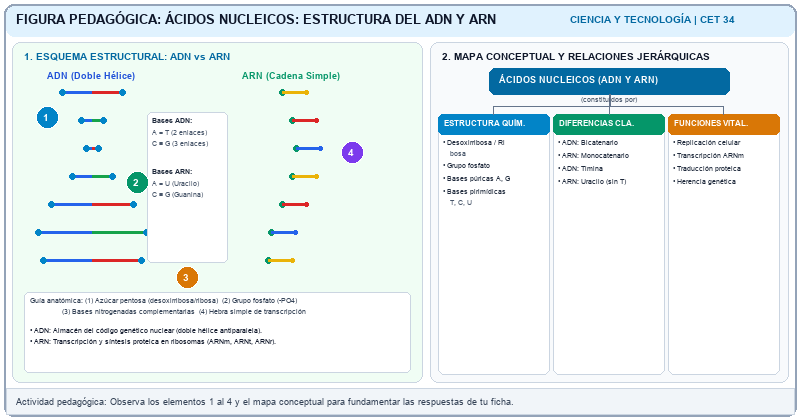 FIGURA PEDAGÓGICA: ÁCIDOS NUCLEICOS: ESTRUCTURA DEL ADN Y ARN
CIENCIA Y TECNOLOGÍA | CET 34
1. ESQUEMA ESTRUCTURAL: ADN vs ARN
ADN (Doble Hélice)
ARN (Cadena Simple)
1
Bases ADN:
A = T (2 enlaces)
C ≡ G (3 enlaces)
4
Bases ARN:
2
A = U (Uracilo)
C ≡ G (Guanina)
3
Guía anatómica: (1) Azúcar pentosa (desoxirribosa/ribosa) (2) Grupo fosfato (-PO4)
(3) Bases nitrogenadas complementarias (4) Hebra simple de transcripción
• ADN: Almacén del código genético nuclear (doble hélice antiparalela).
• ARN: Transcripción y síntesis proteica en ribosomas (ARNm, ARNt, ARNr).
2. MAPA CONCEPTUAL Y RELACIONES JERÁRQUICAS
ÁCIDOS NUCLEICOS (ADN Y ARN)
(constituidos por)
ESTRUCTURA QUÍM.
• Desoxirribosa / Ri
bosa
• Grupo fosfato
• Bases púricas A, G
• Bases pirimídicas
T, C, U
DIFERENCIAS CLA.
• ADN: Bicatenario
• ARN: Monocatenario
• ADN: Timina
• ARN: Uracilo (sin T)
FUNCIONES VITAL.
• Replicación celular
• Transcripción ARNm
• Traducción proteica
• Herencia genética
Actividad pedagógica: Observa los elementos 1 al 4 y el mapa conceptual para fundamentar las respuestas de tu ficha.